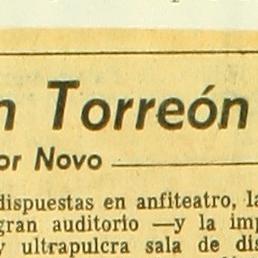 n Torreón
or Novo
dispuestas en anfiteatro, la
gran auditorio —y la imp
y ultrapulcra sala de dis